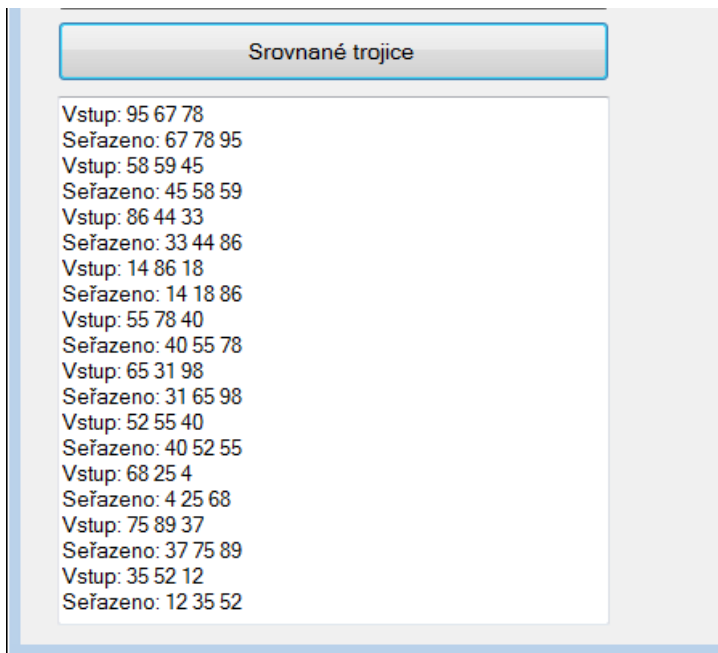 Srovnané trojice
Vstup: 95 67 78
Seřazeno: 67 78 95
Vstup: 58 59 45
Seřazeno: 45 58 59
Vstup: 86 44 33
Seřazeno: 33 44 86
Vstup: 14 86 18
Seřazeno: 14 18 86
Vstup: 55 78 40
Seřazeno: 40 55 78
Vstup: 65 31 98
Seřazeno: 31 65 98
Vstup: 52 55 40
Seřazeno: 40 52 55
Vstup: 68 25 4
Seřazeno: 4 25 68
Vstup: 75 89 37
Seřazeno: 37 75 89
Vstup: 35 52 12
Seřazeno: 12 35 52